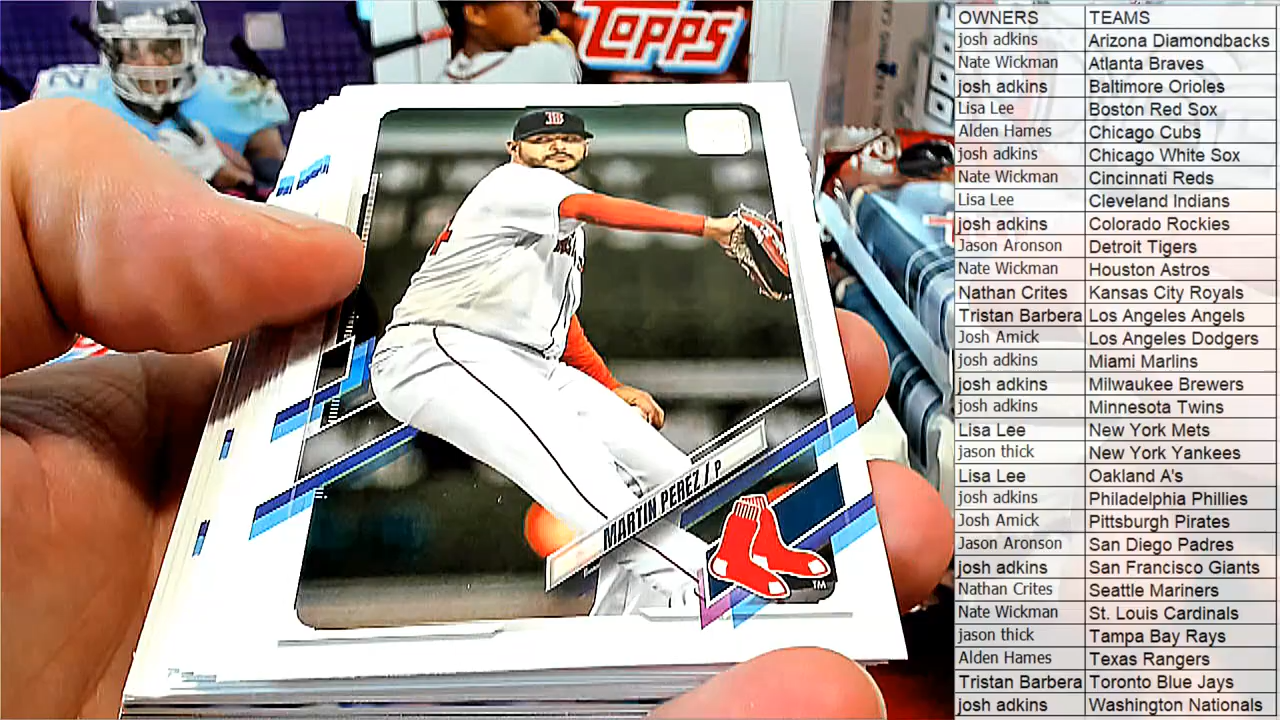 TOPPS
B
MARTIN PEREZ / P
TM
OWNERS TEAMS
josh adkins Arizona Diamondbacks
Nate Wickman Atlanta Braves
josh adkins Baltimore Orioles
Lisa Lee Boston Red Sox
Alden Hames Chicago Cubs
josh adkins Chicago White Sox
Nate Wickman Cincinnati Reds
Lisa Lee Cleveland Indians
josh adkins Colorado Rockies
Jason Aronson Detroit Tigers
Nate Wickman Houston Astros
Nathan Crites Kansas City Royals
Tristan Barbera Los Angeles Angels
Josh Amick Los Angeles Dodgers
josh adkins Miami Marlins
josh adkins Milwaukee Brewers
josh adkins Minnesota Twins
Lisa Lee New York Mets
jason thick New York Yankees
Lisa Lee Oakland A's
josh adkins Philadelphia Phillies
Josh Amick Pittsburgh Pirates
Jason Aronson San Diego Padres
josh adkins San Francisco Giants
Nathan Crites Seattle Mariners
Nate Wickman St. Louis Cardinals
jason thick Tampa Bay Rays
Alden Hames Texas Rangers
Tristan Barbera Toronto Blue Jays
josh adkins Washington Nationals